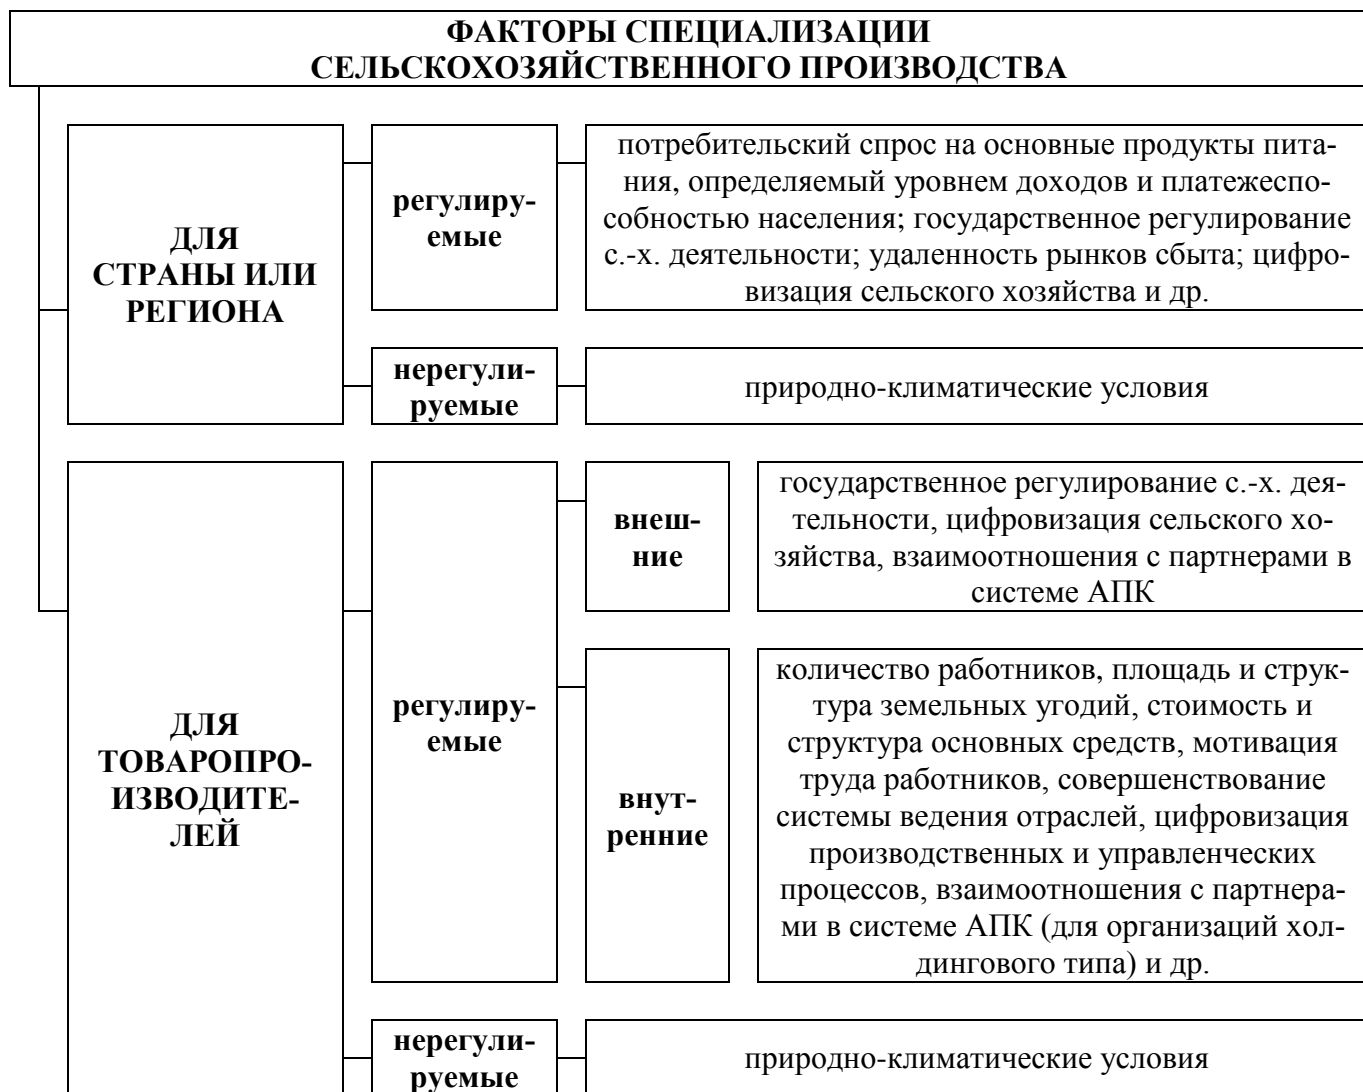 ФАКТОРЫ СПЕЦИАЛИЗАЦИИ
СЕЛЬСКОХОЗЯЙСТВЕННОГО ПРОИЗВОДСТВА
ДЛЯ
СТРАНЫ ИЛИ
РЕГИОНА
регулиру-
емые
потребительский спрос на основные продукты пита-
ния, определяемый уровнем доходов и платежеспо-
собностью населения; государственное регулирование
с.-х. деятельности; удаленность рынков сбыта; цифро-
визация сельского хозяйства и др.
нерегули-
руемые
природно-климатические условия
ДЛЯ
ТОВАРОПРО-
ИЗВОДИТЕ-
ЛЕЙ
регулиру-
емые
внеш-
ние
государственное регулирование с.-х. дея-
тельности, цифровизация сельского хо-
зяйства, взаимоотношения с партнерами в
системе АПК
внут-
ренние
количество работников, площадь и струк-
тура земельных угодий, стоимость и
структура основных средств, мотивация
труда работников, совершенствование
системы ведения отраслей, цифровизация
производственных и управленческих
процессов, взаимоотношения с партнера-
ми в системе АПК (для организаций хол-
дингового типа) и др.
нерегули-
руемые
природно-климатические условия